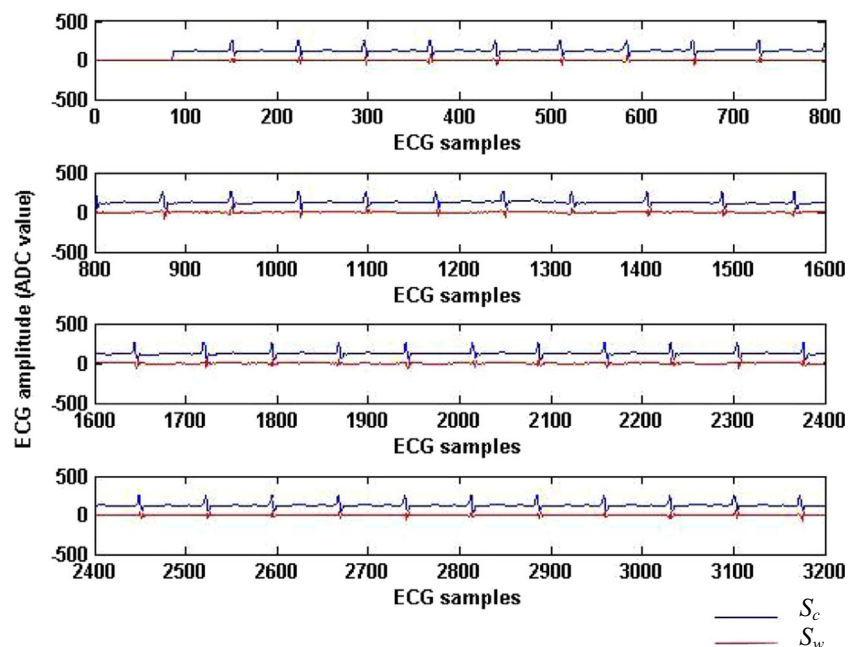 500
0
-500
0 100 200 300 400 500 600 700 800
ECG samples
500
0
-500
800 900 1000 1100 1200 1300 1400 1500 1600
ECG samples
ECG amplitude (ADC value)
500
0
-500
1600 1700 1800 1900 2000 2100 2200 2300 2400
ECG samples
500
0
-500
2400 2500 2600 2700 2800 2900 3000 3100 3200
ECG samples
Sc
Sw